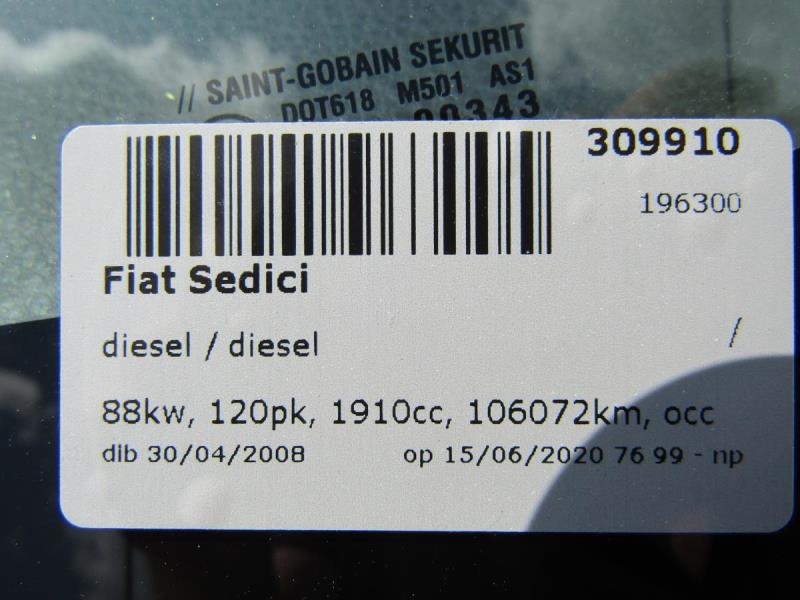 // SAINT-GOBAIN SEKURIT
DOT618 M501 AS1
00343
309910
196300
Fiat Sedici
diesel / diesel
/
88kw, 120pk, 1910cc, 106072km, occ
dib 30/04/2008 op 15/06/2020 76 99 - np